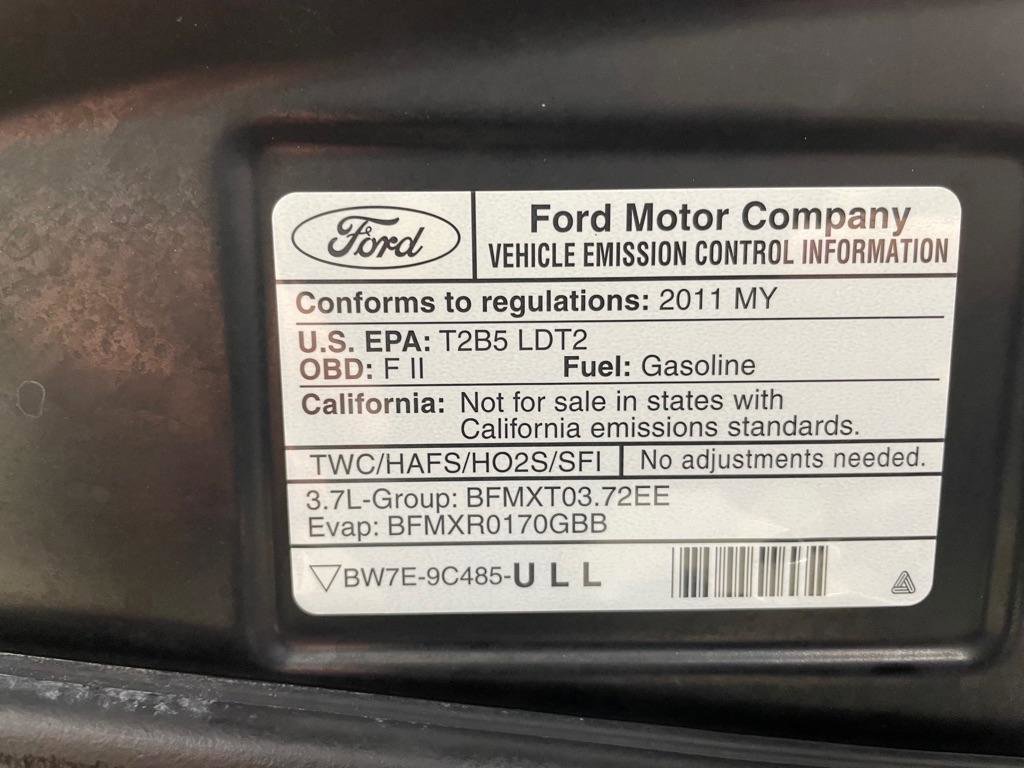 Ford
Ford Motor Company
VEHICLE EMISSION CONTROL INFORMATION
Conforms to regulations: 2011 MY
U.S. EPA: T2B5 LDT2
OBD: F II Fuel: Gasoline
California: Not for sale in states with
California emissions standards.
TWC/HAFS/HO2S/SFI No adjustments needed.
3.7L-Group: BFMXT03.72EE
Evap: BFMXR0170GBB
▽BW7E-9C485-U L L